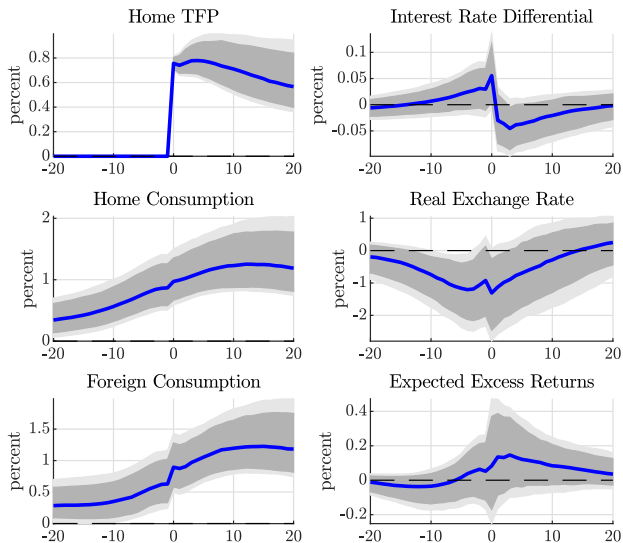 Home TFP
percent
0.8
0.6
0.4
0.2
0
-20 -10 0 10 20
Interest Rate Differential
percent
0.1
0.05
0
-0.05
-20 -10 0 10 20
Home Consumption
percent
2
1
0
-20 -10 0 10 20
Real Exchange Rate
percent
1
0
-1
-2
-20 -10 0 10 20
Foreign Consumption
percent
1.5
1
0.5
0
-20 -10 0 10 20
Expected Excess Returns
percent
0.4
0.2
0
-0.2
-20 -10 0 10 20